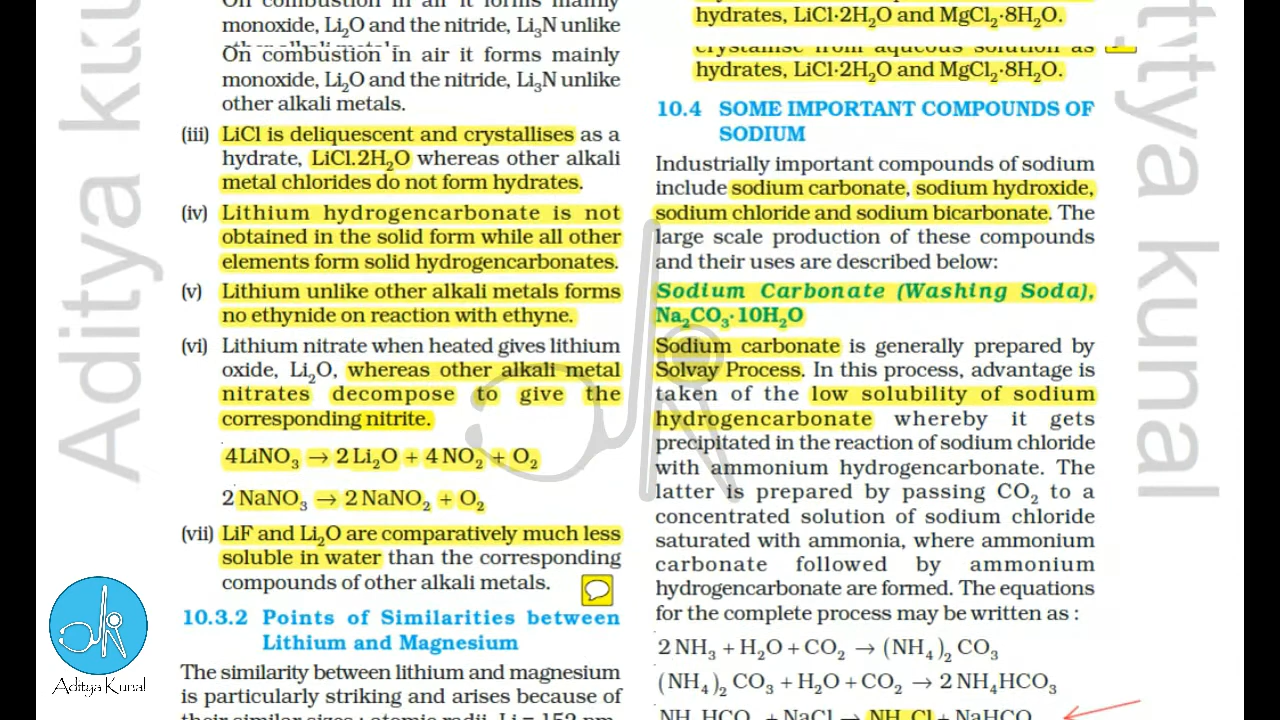 On combustion in air it forms mainly
monoxide, Li₂O and the nitride, Li₃N unlike
On combustion in air it forms mainly
monoxide, Li₂O and the nitride, Li₃N unlike
other alkali metals.
(iii) LiCl is deliquescent and crystallises as a
hydrate, LiCl.2H₂O whereas other alkali
metal chlorides do not form hydrates.
(iv) Lithium hydrogencarbonate is not
obtained in the solid form while all other
elements form solid hydrogencarbonates.
(v) Lithium unlike other alkali metals forms
no ethynide on reaction with ethyne.
(vi) Lithium nitrate when heated gives lithium
oxide, Li₂O, whereas other alkali metal
nitrates decompose to give the
corresponding nitrite.
4LiNO₃ → 2 Li₂O + 4 NO₂ + O₂
2 NaNO₃ → 2 NaNO₂ + O₂
(vii) LiF and Li₂O are comparatively much less
soluble in water than the corresponding
compounds of other alkali metals.
10.3.2 Points of Similarities between
Lithium and Magnesium
The similarity between lithium and magnesium
is particularly striking and arises because of
their similar sizes : atomic radii, Li = 152 pm,
hydrates, LiCl·2H₂O and MgCl₂·8H₂O.
crystallise from aqueous solution as
hydrates, LiCl·2H₂O and MgCl₂·8H₂O.
10.4 SOME IMPORTANT COMPOUNDS OF
SODIUM
Industrially important compounds of sodium
include sodium carbonate, sodium hydroxide,
sodium chloride and sodium bicarbonate. The
large scale production of these compounds
and their uses are described below:
Sodium Carbonate (Washing Soda),
Na₂CO₃·10H₂O
Sodium carbonate is generally prepared by
Solvay Process. In this process, advantage is
taken of the low solubility of sodium
hydrogencarbonate whereby it gets
precipitated in the reaction of sodium chloride
with ammonium hydrogencarbonate. The
latter is prepared by passing CO₂ to a
concentrated solution of sodium chloride
saturated with ammonia, where ammonium
carbonate followed by ammonium
hydrogencarbonate are formed. The equations
for the complete process may be written as :
2 NH₃ + H₂O + CO₂ → (NH₄)₂ CO₃
(NH₄)₂ CO₃ + H₂O + CO₂ → 2 NH₄HCO₃
NH₄HCO₃ + NaCl → NH₄Cl + NaHCO₃
Aditya kunal
Aditya Kunal